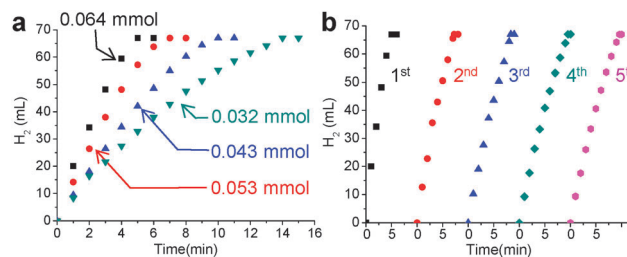 a
H₂ (mL)
70
60
50
40
30
20
10
0
0.064 mmol
0.032 mmol
0.043 mmol
0.053 mmol
0 2 4 6 8 10 12 14 16
Time(min)
b
H₂ (mL)
70
60
50
40
30
20
10
0
1st 2nd 3rd 4th 5th
0 5 0 5 0 5 0 5 0 5
Time(min) Time(min)